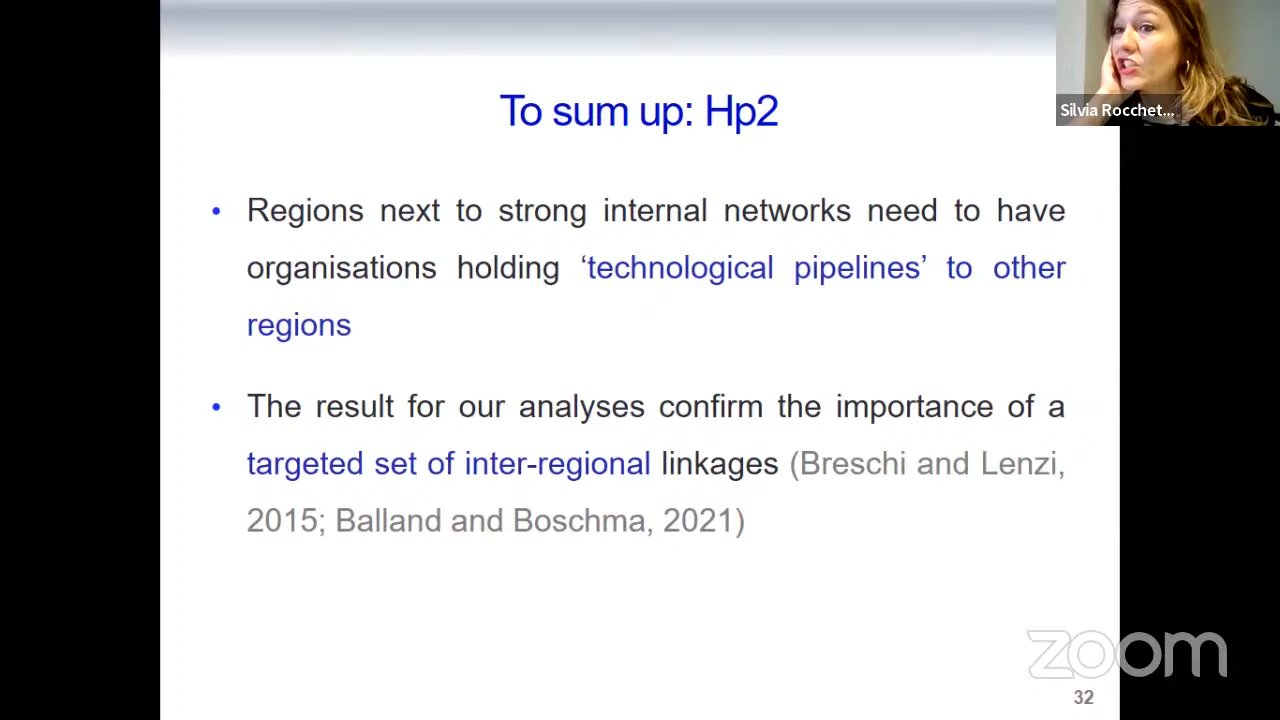 To sum up: Hp2
Silvia Rocchet...
• Regions next to strong internal networks need to have
organisations holding ‘technological pipelines’ to other
regions
• The result for our analyses confirm the importance of a
targeted set of inter-regional linkages (Breschi and Lenzi,
2015; Balland and Boschma, 2021)
zoom
32